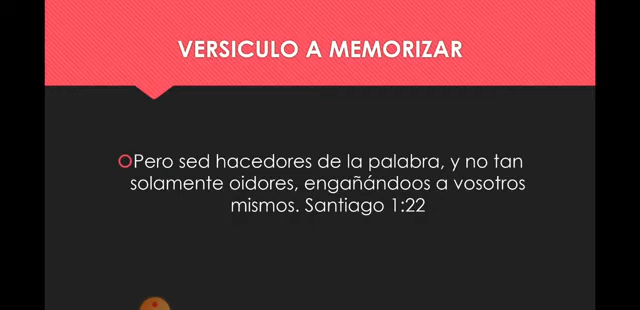 VERSICULO A MEMORIZAR
Pero sed hacedores de la palabra, y no tan
solamente oidores, engañándoos a vosotros
mismos. Santiago 1:22